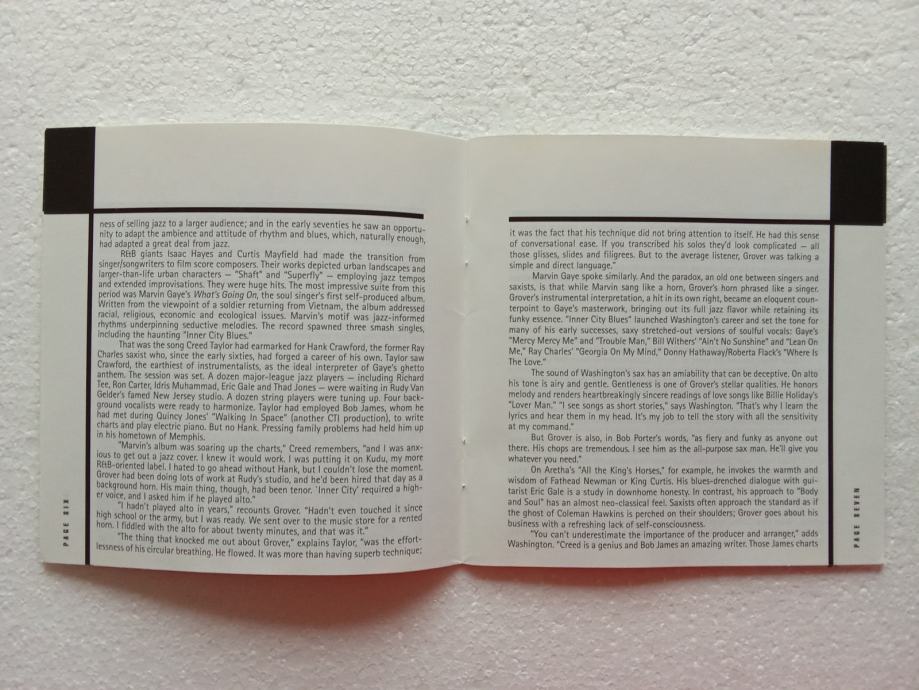 ness of selling jazz to a larger audience; and in the early seventies he saw an opportu-
nity to adapt the ambience and attitude of rhythm and blues, which, naturally enough,
had adapted a great deal from jazz.
R&B giants Isaac Hayes and Curtis Mayfield had made the transition from
singer/songwriters to film score composers. Their works depicted urban landscapes and
larger-than-life urban characters — "Shaft" and "Superfly" — employing jazz tempos
and extended improvisations. They were huge hits. The most impressive suite from this
period was Marvin Gaye's What's Going On, the soul singer's first self-produced album.
Written from the viewpoint of a soldier returning from Vietnam, the album addressed
racial, religious, economic and ecological issues. Marvin's motif was jazz-informed
rhythms underpinning seductive melodies. The record spawned three smash singles,
including the haunting "Inner City Blues."
That was the song Creed Taylor had earmarked for Hank Crawford, the former Ray
Charles saxist who, since the early sixties, had forged a career of his own. Taylor saw
Crawford, the earthiest of instrumentalists, as the ideal interpreter of Gaye's ghetto
anthem. The session was set. A dozen major-league jazz players — including Richard
Tee, Ron Carter, Idris Muhammad, Eric Gale and Thad Jones — were waiting in Rudy Van
Gelder's famed New Jersey studio. A dozen string players were tuning up. Four back-
ground vocalists were ready to harmonize. Taylor had employed Bob James, whom he
had met during Quincy Jones' "Walking In Space" (another CTI production), to write
charts and play electric piano. But no Hank. Pressing family problems had held him up
in his hometown of Memphis.
"Marvin's album was soaring up the charts," Creed remembers, "and I was anx-
ious to get out a jazz cover. I knew it would work. I was putting it on Kudu, my more
R&B-oriented label. I hated to go ahead without Hank, but I couldn't lose the moment.
Grover had been doing lots of work at Rudy's studio, and he'd been hired that day as a
background horn. His main thing, though, had been tenor. 'Inner City' required a high-
er voice, and I asked him if he played alto."
"I hadn't played alto in years," recounts Grover. "Hadn't even touched it since
high school or the army, but I was ready. We sent over to the music store for a rented
horn. I fiddled with the alto for about twenty minutes, and that was it."
"The thing that knocked me out about Grover," explains Taylor, "was the effort-
lessness of his circular breathing. He flowed. It was more than having superb technique;
PAGE SIX
it was the fact that his technique did not bring attention to itself. He had this sense
of conversational ease. If you transcribed his solos they'd look complicated — all
those glisses, slides and filigrees. But to the average listener, Grover was talking a
simple and direct language."
Marvin Gaye spoke similarly. And the paradox, an old one between singers and
saxists, is that while Marvin sang like a horn, Grover's horn phrased like a singer.
Grover's instrumental interpretation, a hit in its own right, became an eloquent coun-
terpoint to Gaye's masterwork, bringing out its full jazz flavor while retaining its
funky essence. "Inner City Blues" launched Washington's career and set the tone for
many of his early successes, saxy stretched-out versions of soulful vocals: Gaye's
"Mercy Mercy Me" and "Trouble Man," Bill Withers' "Ain't No Sunshine" and "Lean On
Me," Ray Charles' "Georgia On My Mind," Donny Hathaway/Roberta Flack's "Where Is
The Love."
The sound of Washington's sax has an amiability that can be deceptive. On alto
his tone is airy and gentle. Gentleness is one of Grover's stellar qualities. He honors
melody and renders heartbreakingly sincere readings of love songs like Billie Holiday's
"Lover Man." "I see songs as short stories," says Washington. "That's why I learn the
lyrics and hear them in my head. It's my job to tell the story with all the sensitivity
at my command."
But Grover is also, in Bob Porter's words, "as fiery and funky as anyone out
there. His chops are tremendous. I see him as the all-purpose sax man. He'll give you
whatever you need."
On Aretha's "All the King's Horses," for example, he invokes the warmth and
wisdom of Fathead Newman or King Curtis. His blues-drenched dialogue with gui-
tarist Eric Gale is a study in downhome honesty. In contrast, his approach to "Body
and Soul" has an almost neo-classical feel. Saxists often approach the standard as if
the ghost of Coleman Hawkins is perched on their shoulders; Grover goes about his
business with a refreshing lack of self-consciousness.
"You can't underestimate the importance of the producer and arranger," adds
Washington. "Creed is a genius and Bob James an amazing writer. Those James charts
PAGE SEVEN